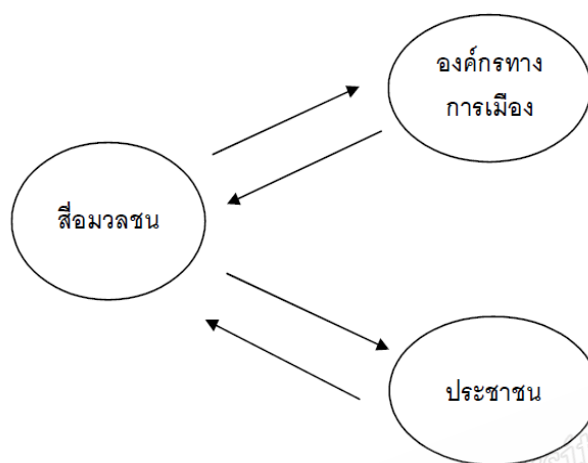 องค์กรทาง
การเมือง
สื่อมวลชน
ประชาชน